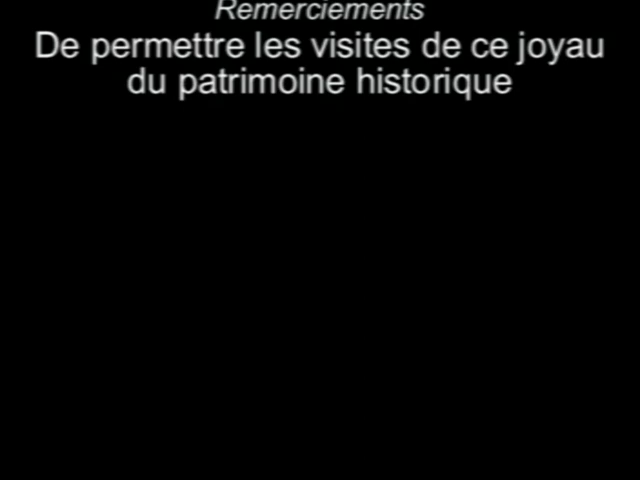 Remerciements
De permettre les visites de ce joyau
du patrimoine historique